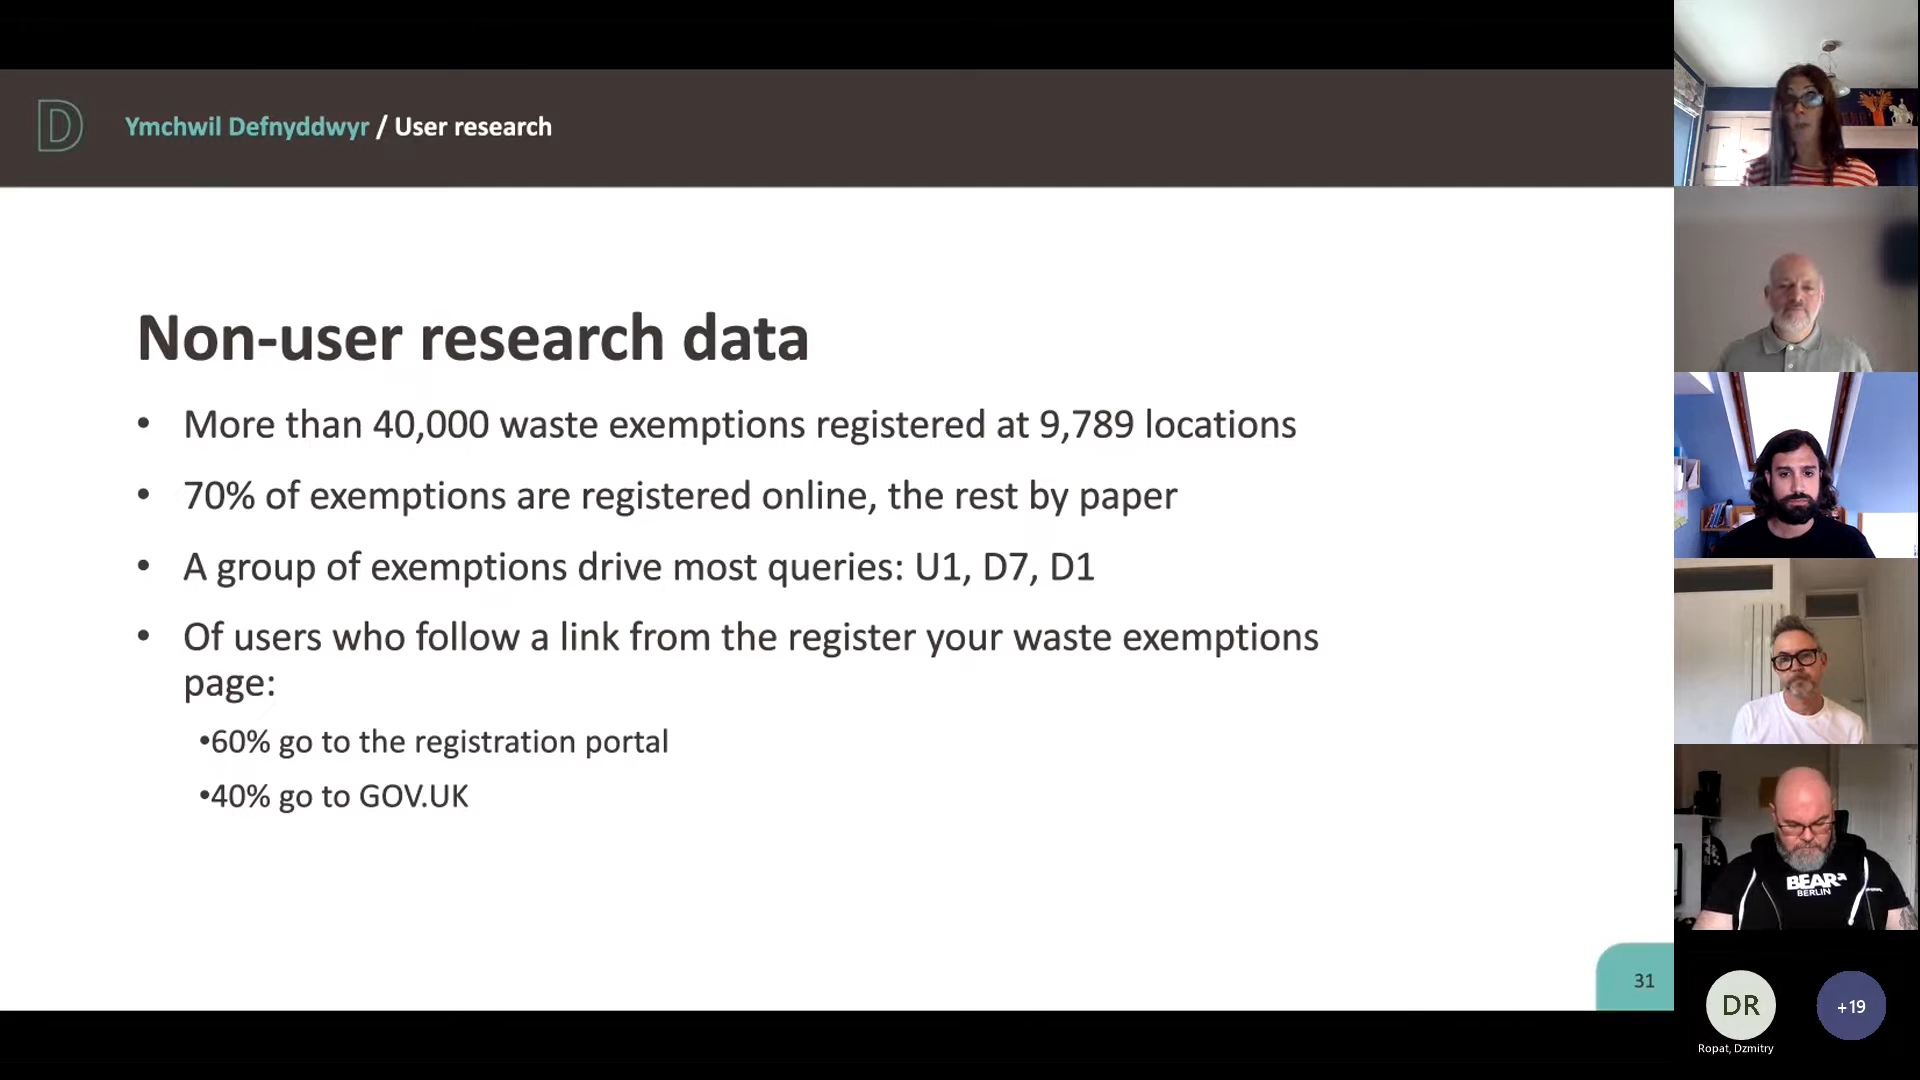 D
Ymchwil Defnyddwyr / User research
Non-user research data
• More than 40,000 waste exemptions registered at 9,789 locations
• 70% of exemptions are registered online, the rest by paper
• A group of exemptions drive most queries: U1, D7, D1
• Of users who follow a link from the register your waste exemptions
page:
•60% go to the registration portal
•40% go to GOV.UK
31
BEAR
BERLIN
DR
+19
Ropat, Dzmitry